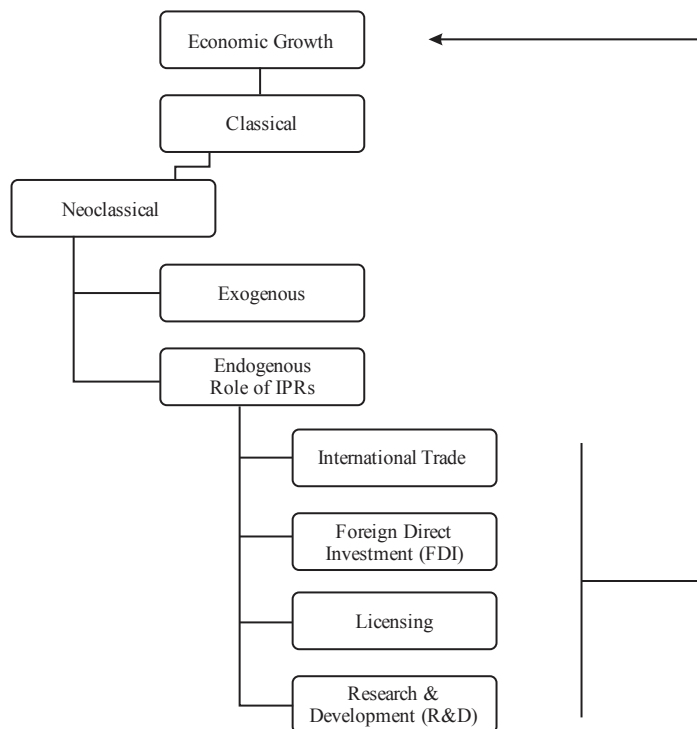 Economic Growth
Classical
Neoclassical
Exogenous
Endogenous
Role of IPRs
International Trade
Foreign Direct
Investment (FDI)
Licensing
Research &
Development (R&D)